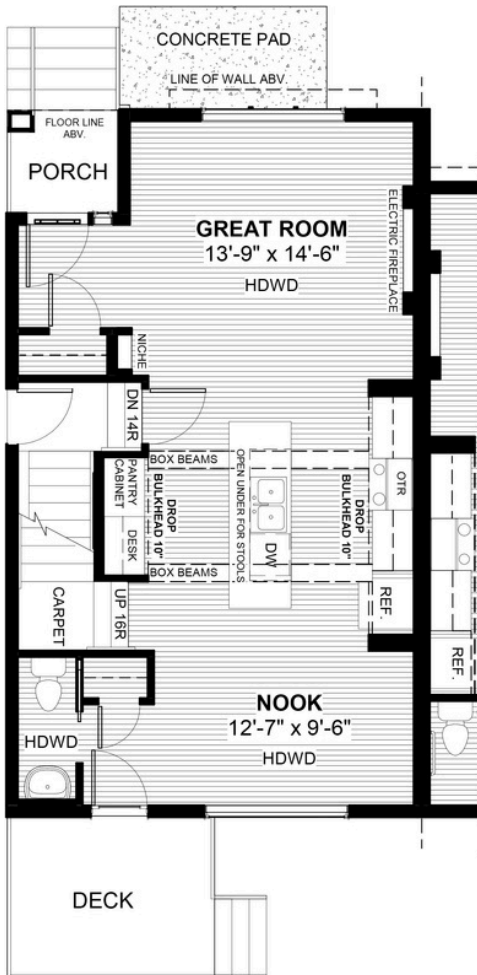 CONCRETE PAD
LINE OF WALL ABV.
FLOOR LINE
ABV.
PORCH
GREAT ROOM
13'-9" x 14'-6"
HDWD
ELECTRIC FIREPLACE
NICHE
DN 14R
BOX BEAMS
PANTRY
CABINET
DESK
DROP
BULKHEAD 10"
OPEN UNDER FOR STOOLS
DW
DROP
BULKHEAD 10"
OTR
BOX BEAMS
REF.
CARPET
UP 16R
REF.
HDWD
NOOK
12'-7" x 9'-6"
HDWD
DECK